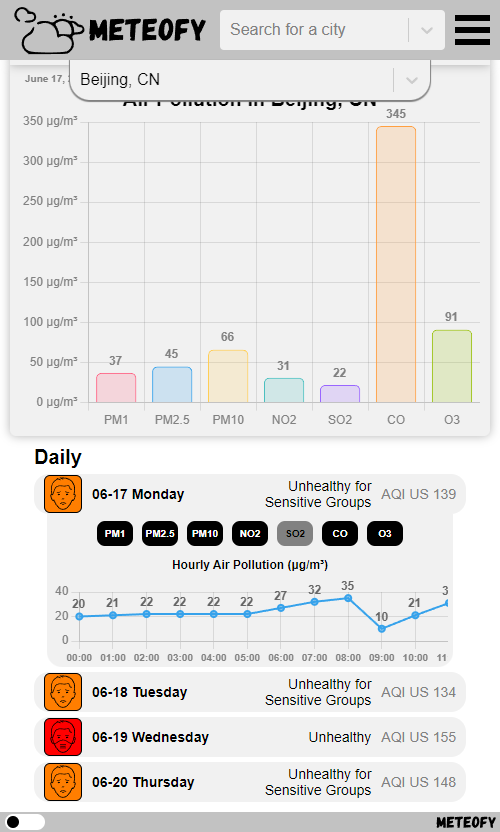 METEOFY
Search for a city
June 17,
Beijing, CN
Air Pollution in Beijing, CN
350 µg/m³
300 µg/m³
250 µg/m³
200 µg/m³
150 µg/m³
100 µg/m³
50 µg/m³
0 µg/m³
37
45
66
31
22
345
91
PM1 PM2.5 PM10 NO2 SO2 CO O3
Daily
06-17 Monday
Unhealthy for
Sensitive Groups
AQI US 139
PM1 PM2.5 PM10 NO2 SO2 CO O3
Hourly Air Pollution (µg/m³)
40
20
0
20 21 22 22 22 22 27 32 35 10 21 3
00:00 01:00 02:00 03:00 04:00 05:00 06:00 07:00 08:00 09:00 10:00 11
06-18 Tuesday
Unhealthy for
Sensitive Groups
AQI US 134
06-19 Wednesday
Unhealthy
AQI US 155
06-20 Thursday
Unhealthy for
Sensitive Groups
AQI US 148
METEOFY